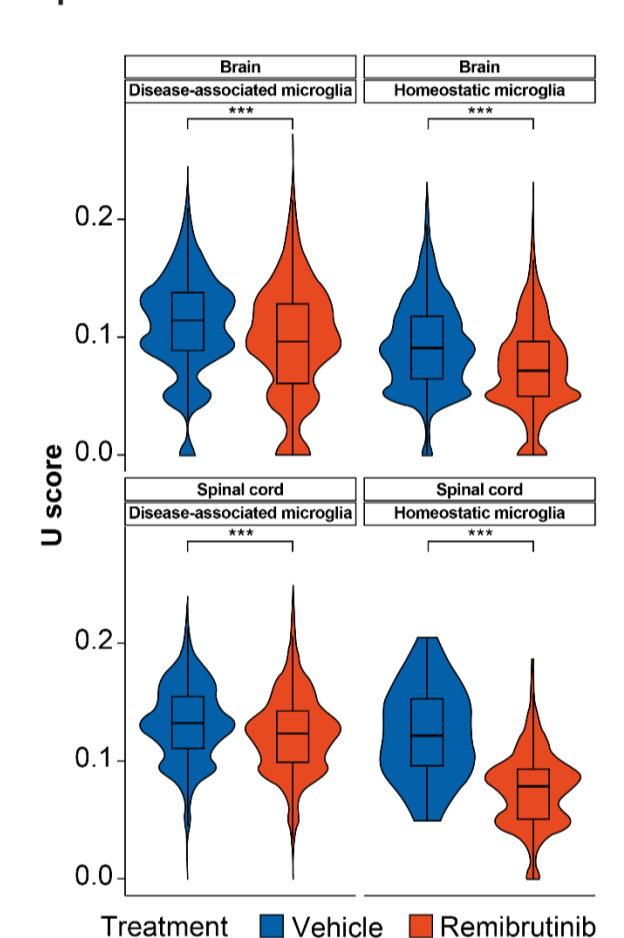 Brain
Brain
Disease-associated microglia
Homeostatic microglia
***
***
0.2
0.1
0.0
U score
Spinal cord
Spinal cord
Disease-associated microglia
Homeostatic microglia
***
***
0.2
0.1
0.0
Treatment Vehicle Remibrutinib